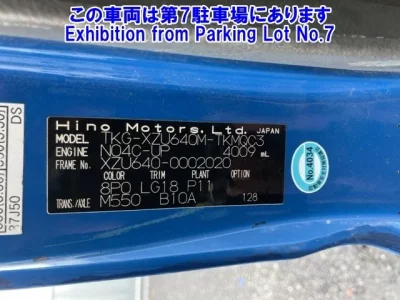 この車両は第7駐車場にあります
Exhibition from Parking Lot No.7
Hino Motors, Ltd. JAPAN
MODEL TKG-XZU640M-TKMQC3
ENGINE N04C-UP 4009 mL
FRAME No. XZU640-0002020
COLOR TRIM PLANT OPTION
8P0 LG18 P11
TRANS/AXLE M550 B10A 128
No.4034
DS
37J50